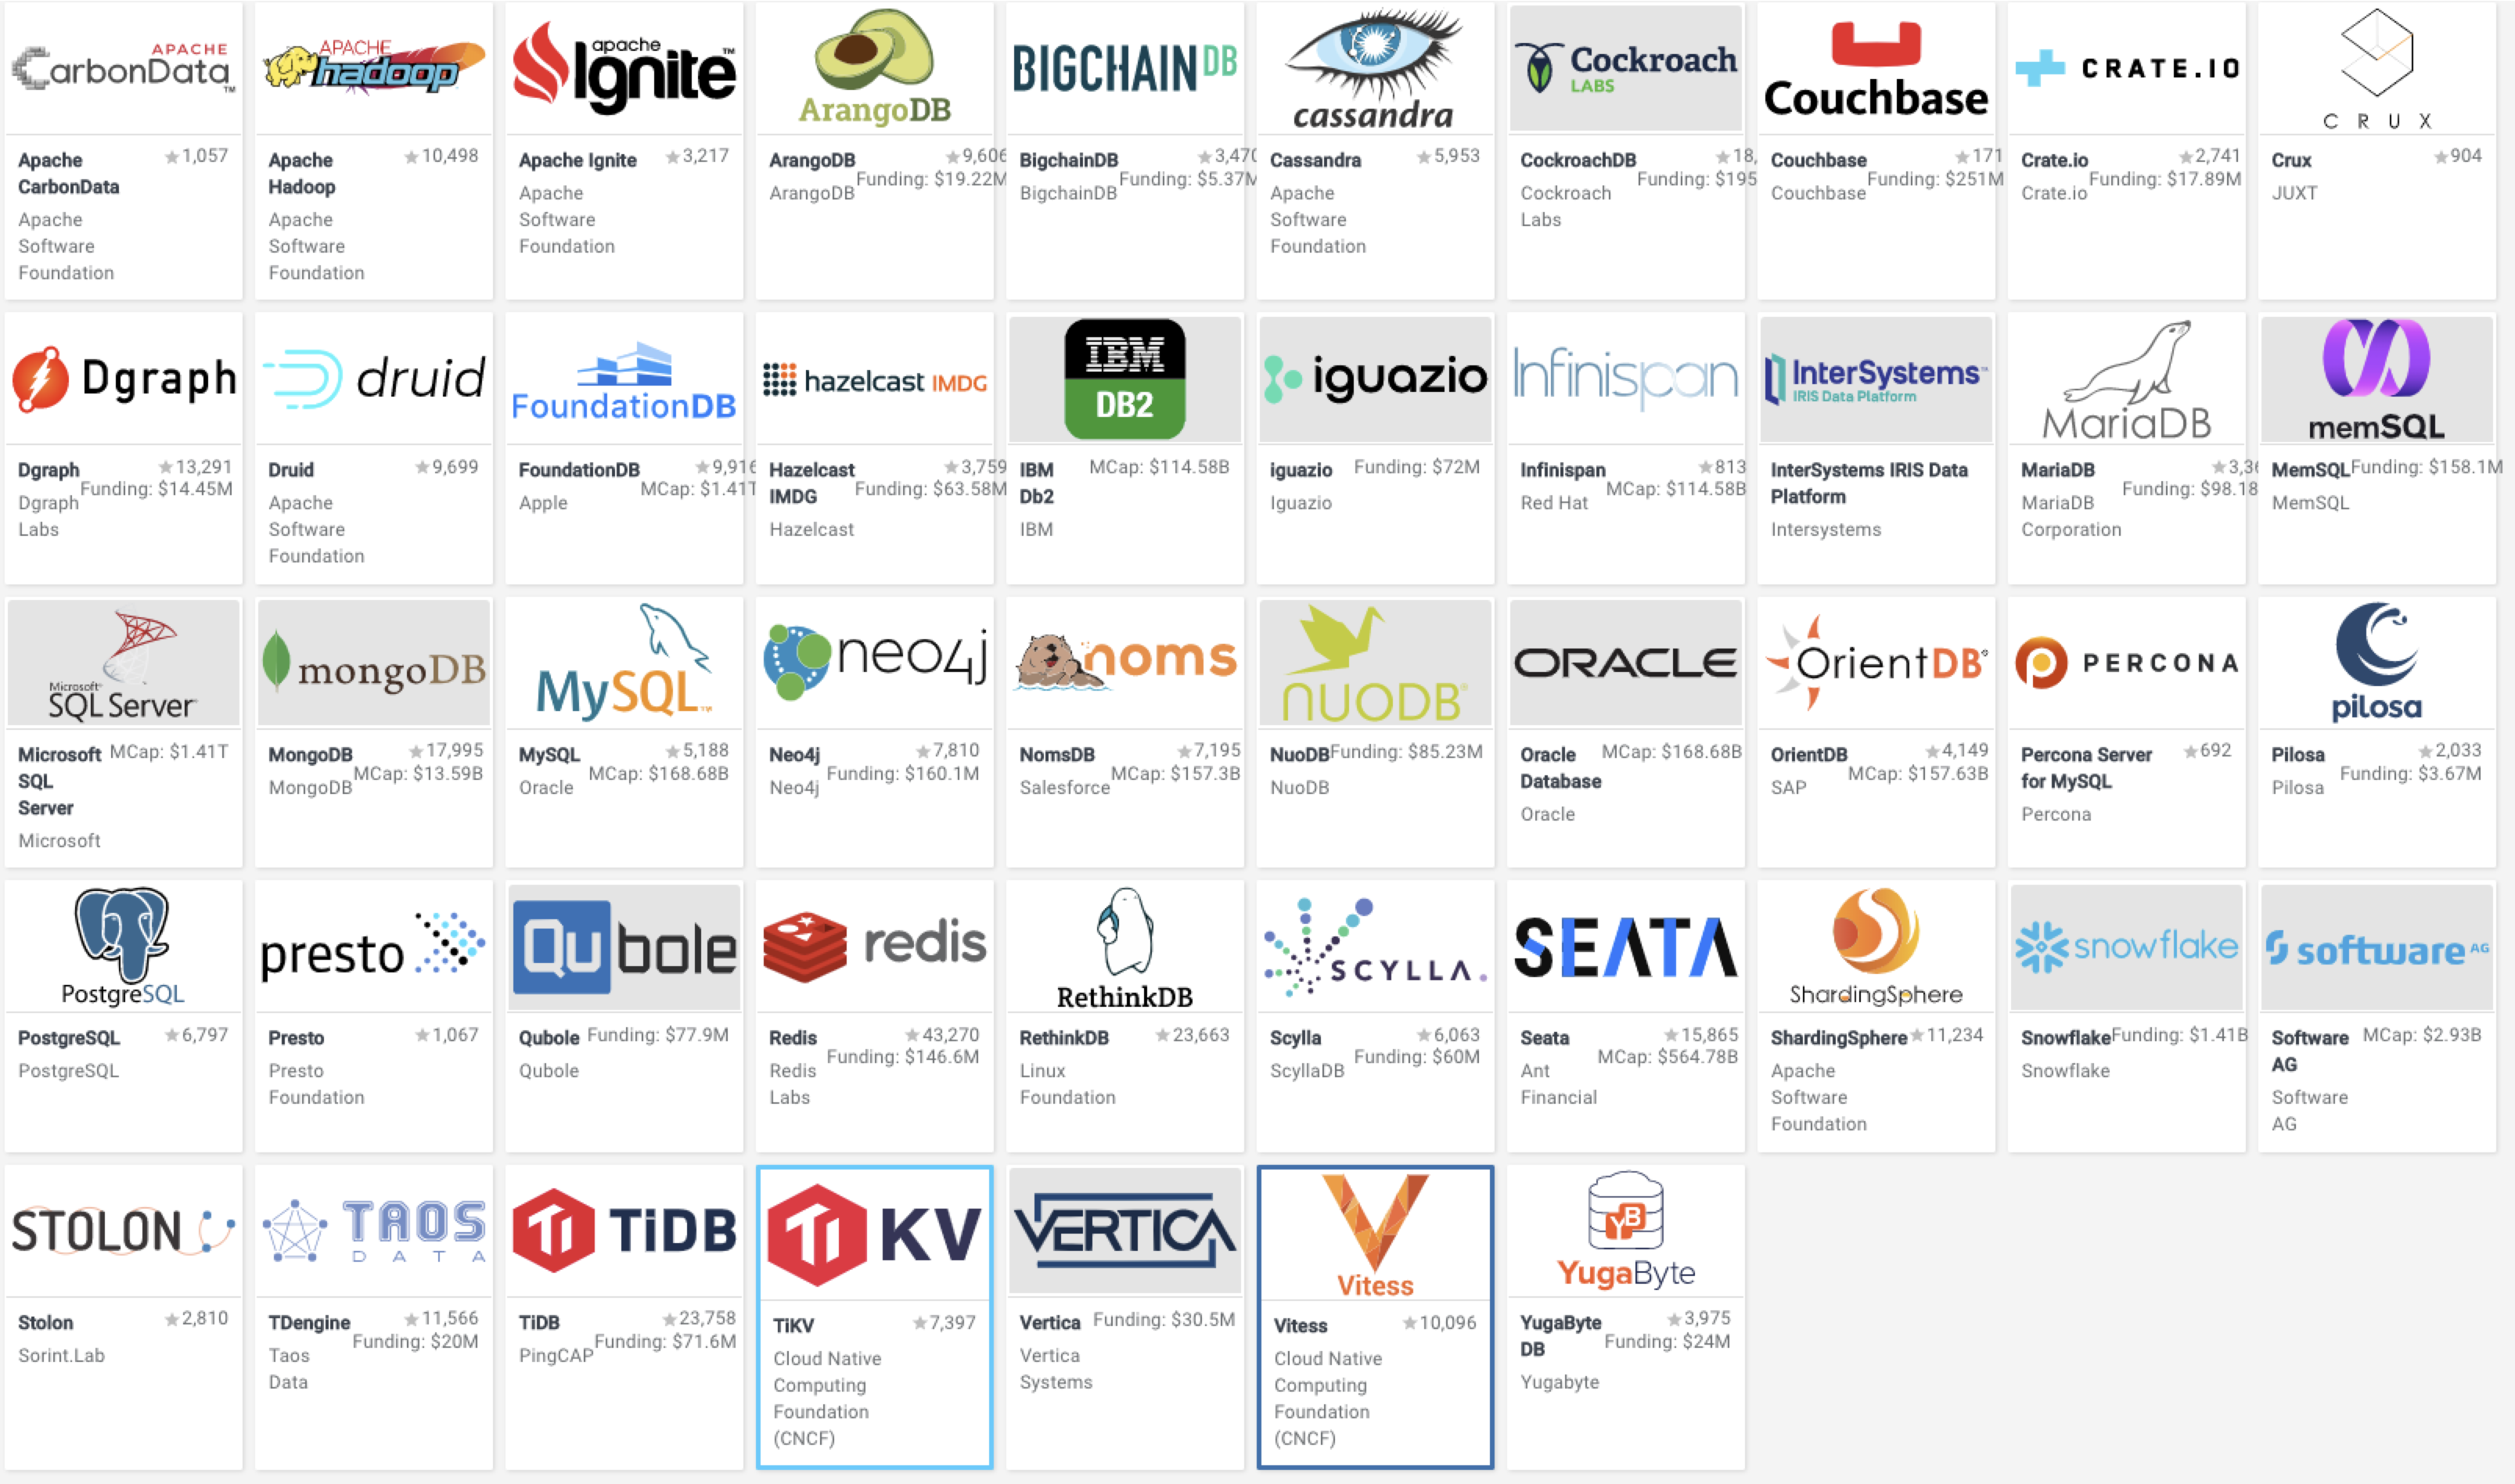 APACHE
CarbonData™
Apache CarbonData
★1,057
Apache Software Foundation
APACHE
hadoop
Apache Hadoop
★10,498
Apache Software Foundation
apache
Ignite™
Apache Ignite
★3,217
Apache Software Foundation
ArangoDB
ArangoDB
★9,606
Funding: $19.22M
ArangoDB
BIGCHAINDB
BigchainDB
★3,470
Funding: $5.37M
BigchainDB
cassandra
Cassandra
★5,953
Apache Software Foundation
Cockroach
LABS
CockroachDB
★18,
Funding: $195
Cockroach Labs
Couchbase
Couchbase
★171
Funding: $251M
Couchbase
CRATE.IO
Crate.io
★2,741
Funding: $17.89M
Crate.io
CRUX
Crux
★904
JUXT
Dgraph
Dgraph
★13,291
Funding: $14.45M
Dgraph Labs
druid
Druid
★9,699
Apache Software Foundation
FoundationDB
FoundationDB
★9,916
MCap: $1.41T
Apple
hazelcast IMDG
Hazelcast IMDG
★3,759
Funding: $63.58M
Hazelcast
IBM
DB2
IBM Db2
MCap: $114.58B
IBM
iguazio
iguazio
Funding: $72M
Iguazio
Infinispan
Infinispan
★813
MCap: $114.58B
Red Hat
InterSystems™
IRIS Data Platform
InterSystems IRIS Data Platform
Intersystems
MariaDB
MariaDB
★3,36
Funding: $98.18
MariaDB Corporation
memSQL
MemSQL
Funding: $158.1M
MemSQL
Microsoft®
SQL Server
Microsoft SQL Server
MCap: $1.41T
Microsoft
mongoDB
MongoDB
★17,995
MCap: $13.59B
MongoDB
MySQL™
MySQL
★5,188
MCap: $168.68B
Oracle
neo4j
Neo4j
★7,810
Funding: $160.1M
Neo4j
noms
NomsDB
★7,195
MCap: $157.3B
Salesforce
NUODB®
NuoDB
Funding: $85.23M
NuoDB
ORACLE
Oracle Database
MCap: $168.68B
Oracle
OrientDB®
OrientDB
★4,149
MCap: $157.63B
SAP
PERCONA
Percona Server for MySQL
★692
Percona
pilosa
Pilosa
★2,033
Funding: $3.67M
Pilosa
PostgreSQL
PostgreSQL
★6,797
PostgreSQL
presto
Presto
★1,067
Presto Foundation
Qubole
Qubole
Funding: $77.9M
Qubole
redis
Redis
★43,270
Funding: $146.6M
Redis Labs
RethinkDB
RethinkDB
★23,663
Linux Foundation
SCYLLA.
Scylla
★6,063
Funding: $60M
ScyllaDB
SEATA
Seata
★15,865
MCap: $564.78B
Ant Financial
ShardingSphere
ShardingSphere
★11,234
Apache Software Foundation
snowflake
Snowflake
Funding: $1.41B
Snowflake
software AG
Software AG
MCap: $2.93B
Software AG
STOLON
Stolon
★2,810
Sorint.Lab
TAOS
DATA
TDengine
★11,566
Funding: $20M
Taos Data
Ti TiDB
TiDB
★23,758
Funding: $71.6M
PingCAP
Ti KV
TiKV
★7,397
Cloud Native Computing Foundation (CNCF)
VERTICA
Vertica
Funding: $30.5M
Vertica Systems
Vitess
Vitess
★10,096
Cloud Native Computing Foundation (CNCF)
YB
YugaByte
YugaByte DB
★3,975
Funding: $24M
Yugabyte